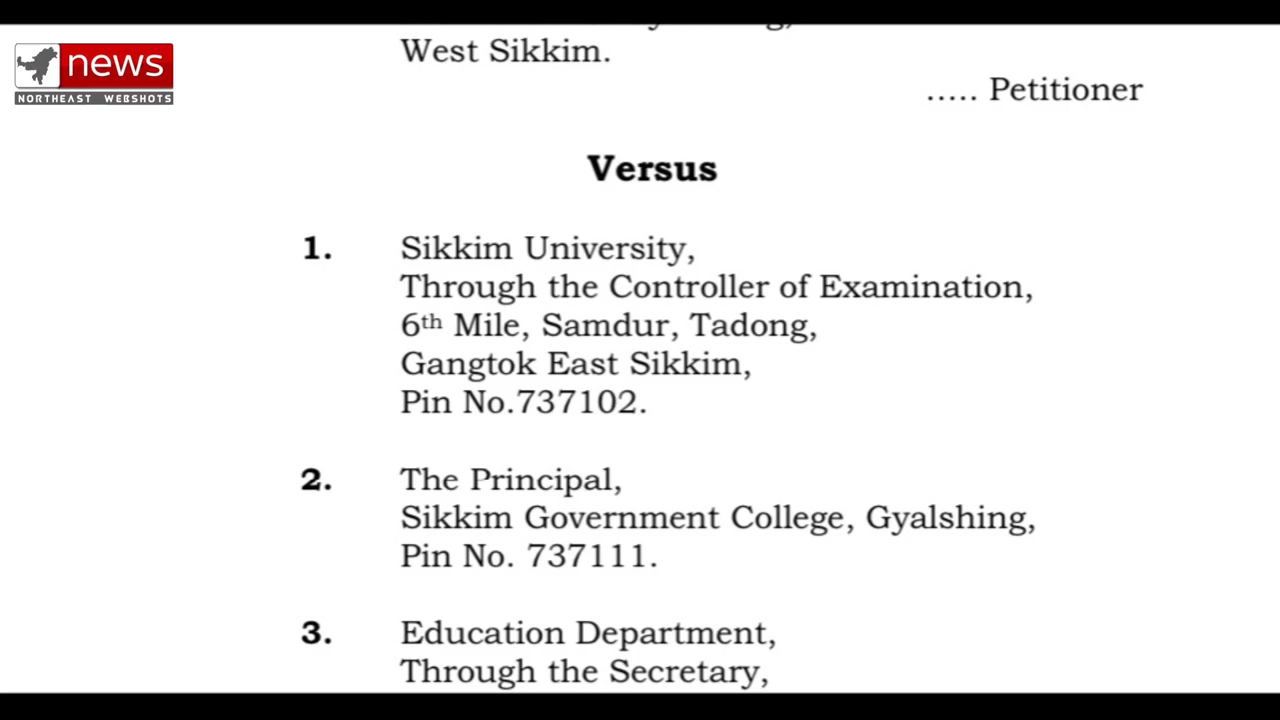 news
NORTHEAST WEBSHOTS
West Sikkim.
..... Petitioner
Versus
1. Sikkim University,
Through the Controller of Examination,
6th Mile, Samdur, Tadong,
Gangtok East Sikkim,
Pin No.737102.
2. The Principal,
Sikkim Government College, Gyalshing,
Pin No. 737111.
3. Education Department,
Through the Secretary,